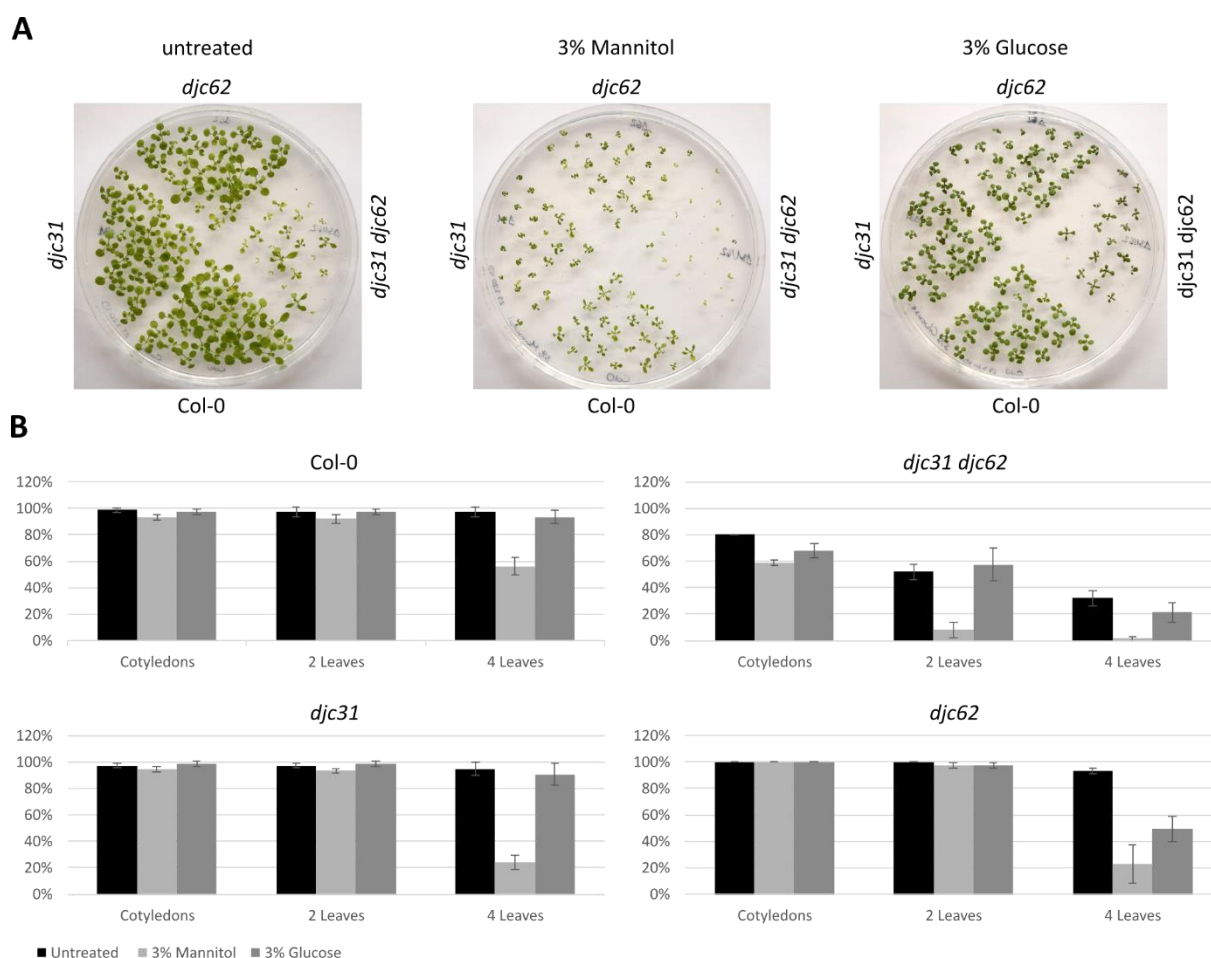 A
untreated
3% Mannitol
3% Glucose
djc62
djc62
djc62
djc31
djc31 djc62
djc31
djc31 djc62
djc31
djc31 djc62
Col-0
Col-0
Col-0
B
Col-0
120%
100%
80%
60%
40%
20%
0%
Cotyledons 2 Leaves 4 Leaves
djc31 djc62
120%
100%
80%
60%
40%
20%
0%
Cotyledons 2 Leaves 4 Leaves
djc31
120%
100%
80%
60%
40%
20%
0%
Cotyledons 2 Leaves 4 Leaves
djc62
120%
100%
80%
60%
40%
20%
0%
Cotyledons 2 Leaves 4 Leaves
Untreated 3% Mannitol 3% Glucose